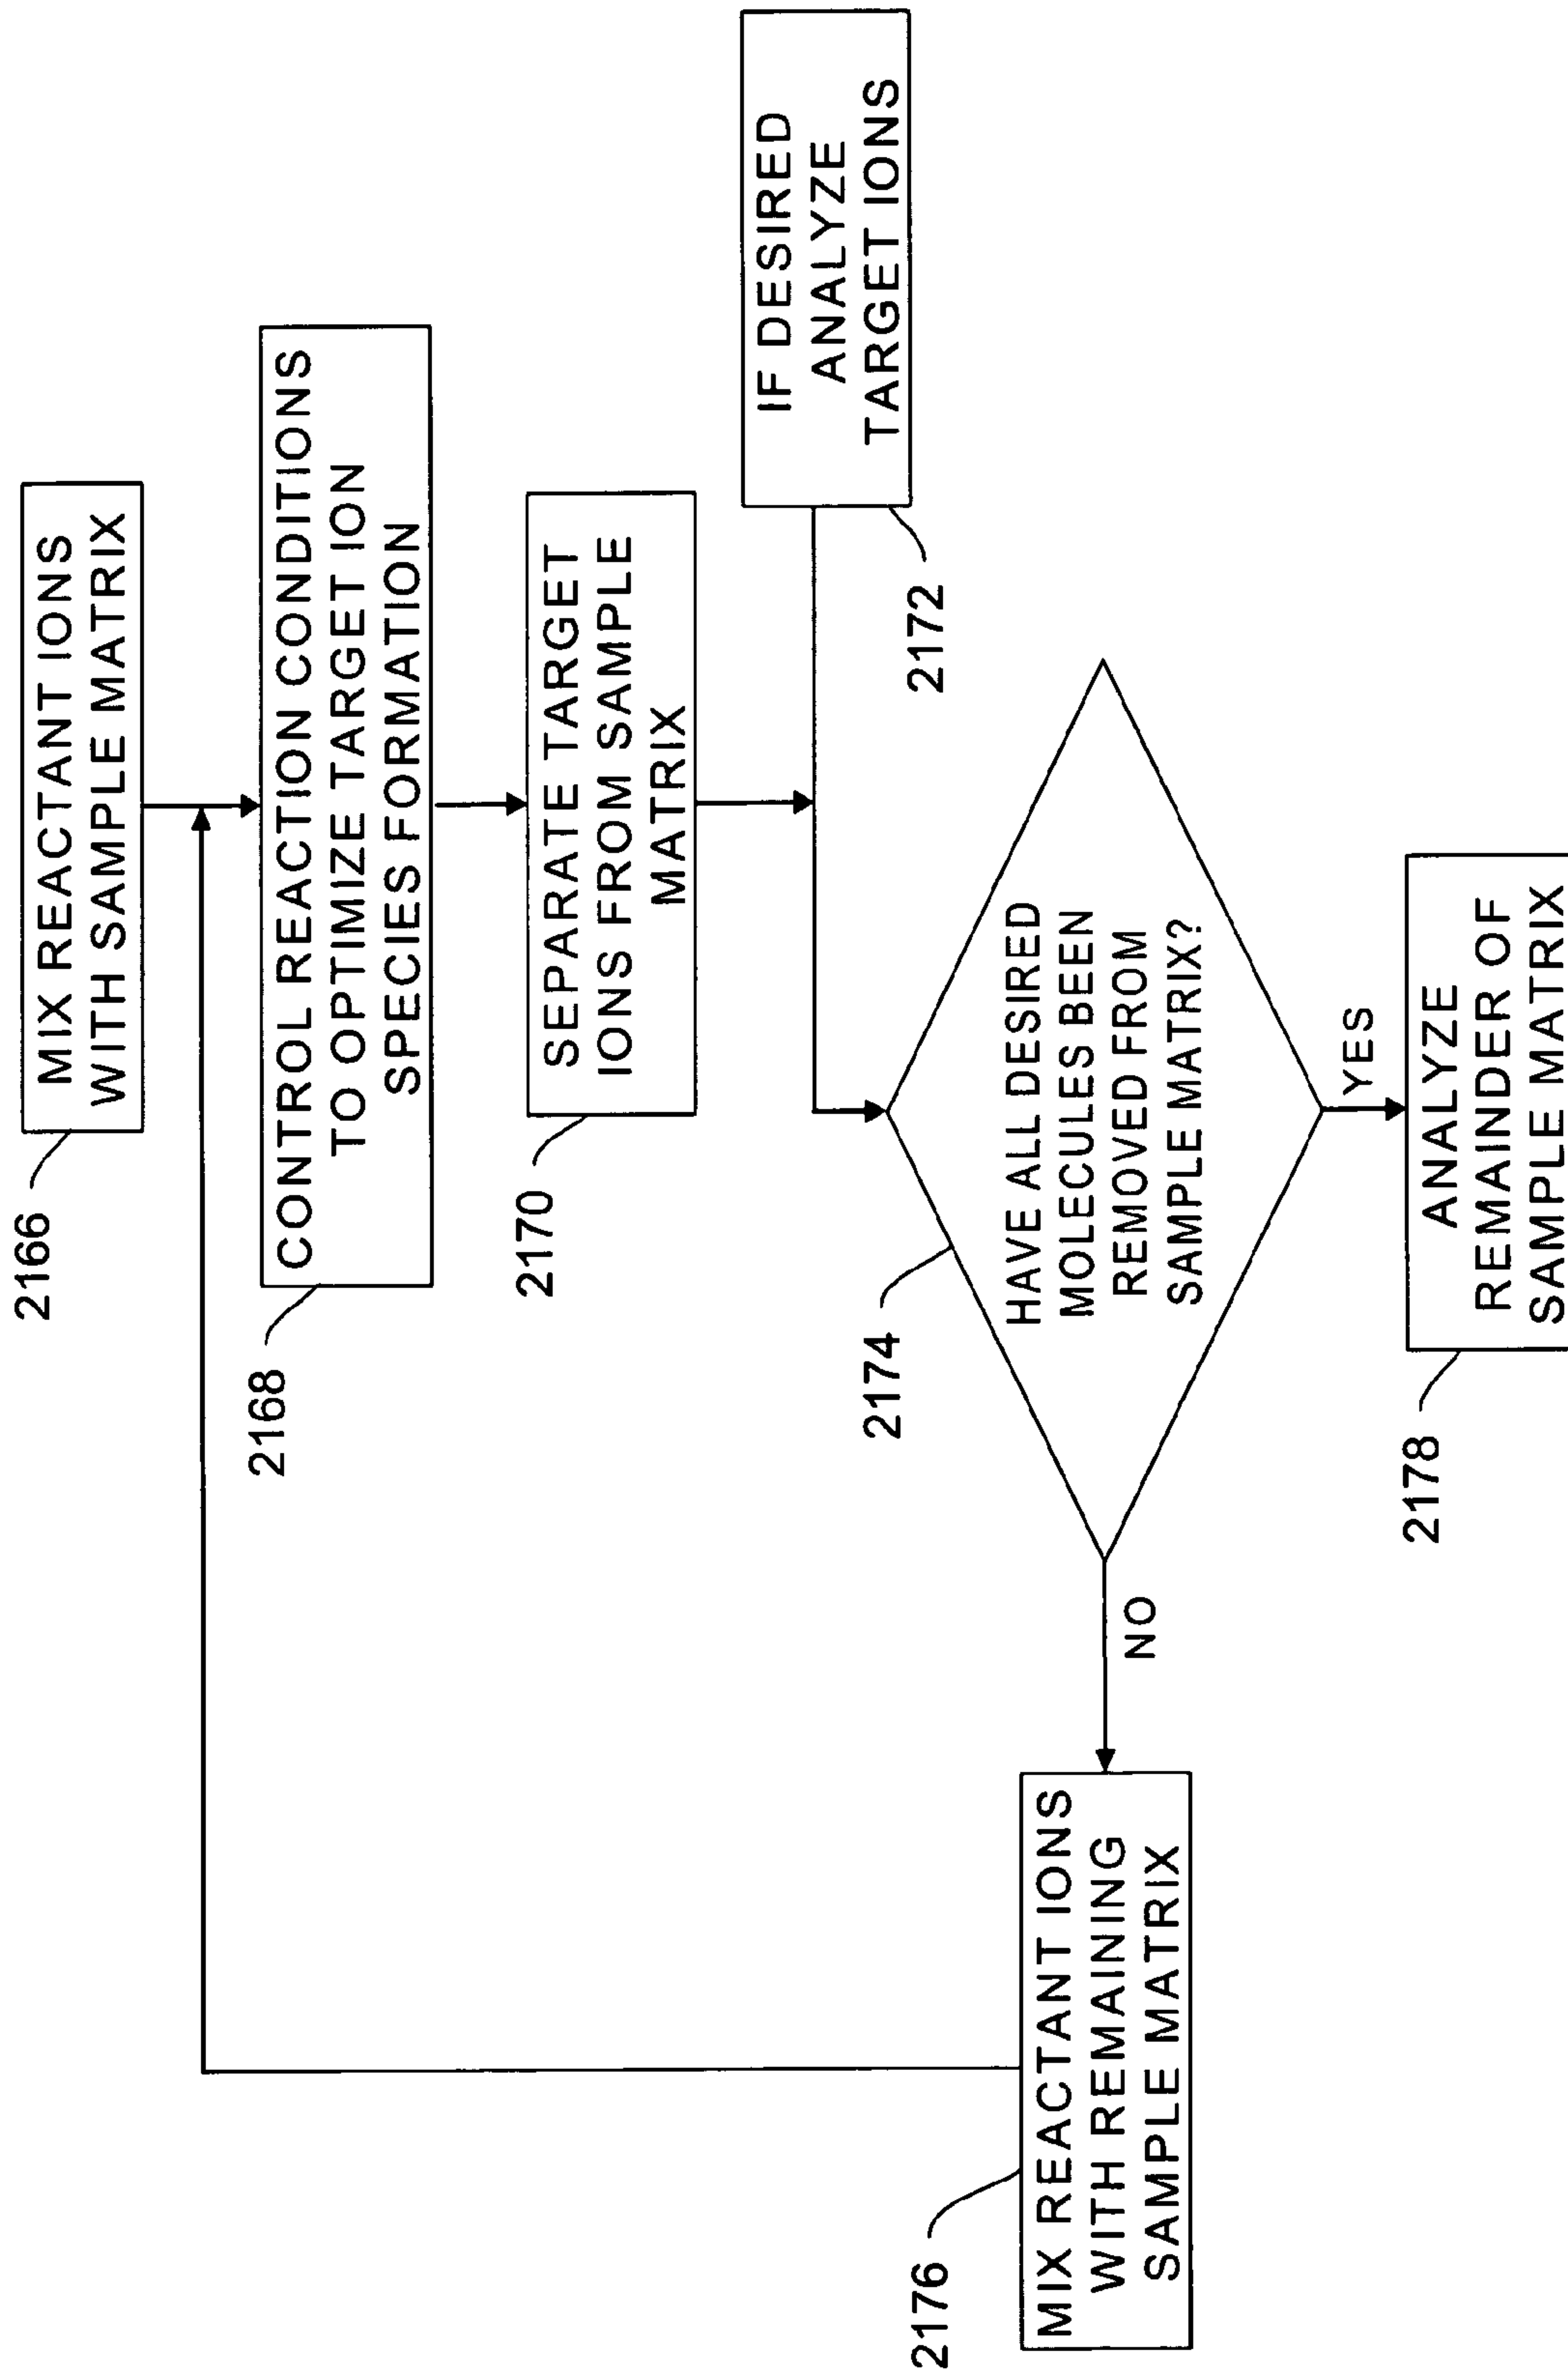 2166
MIX REACTANT IONS
WITH SAMPLE MATRIX
2168
CONTROL REACTION CONDITIONS
TO OPTIMIZE TARGET ION
SPECIES FORMATION
2170
SEPARATE TARGET
IONS FROM SAMPLE
MATRIX
IF DESIRED
ANALYZE
TARGET IONS
2172
2174
HAVE ALL DESIRED
MOLECULES BEEN
REMOVED FROM
SAMPLE MATRIX?
NO
YES
2176
MIX REACTANT IONS
WITH REMAINING
SAMPLE MATRIX
2178
ANALYZE
REMAINDER OF
SAMPLE MATRIX